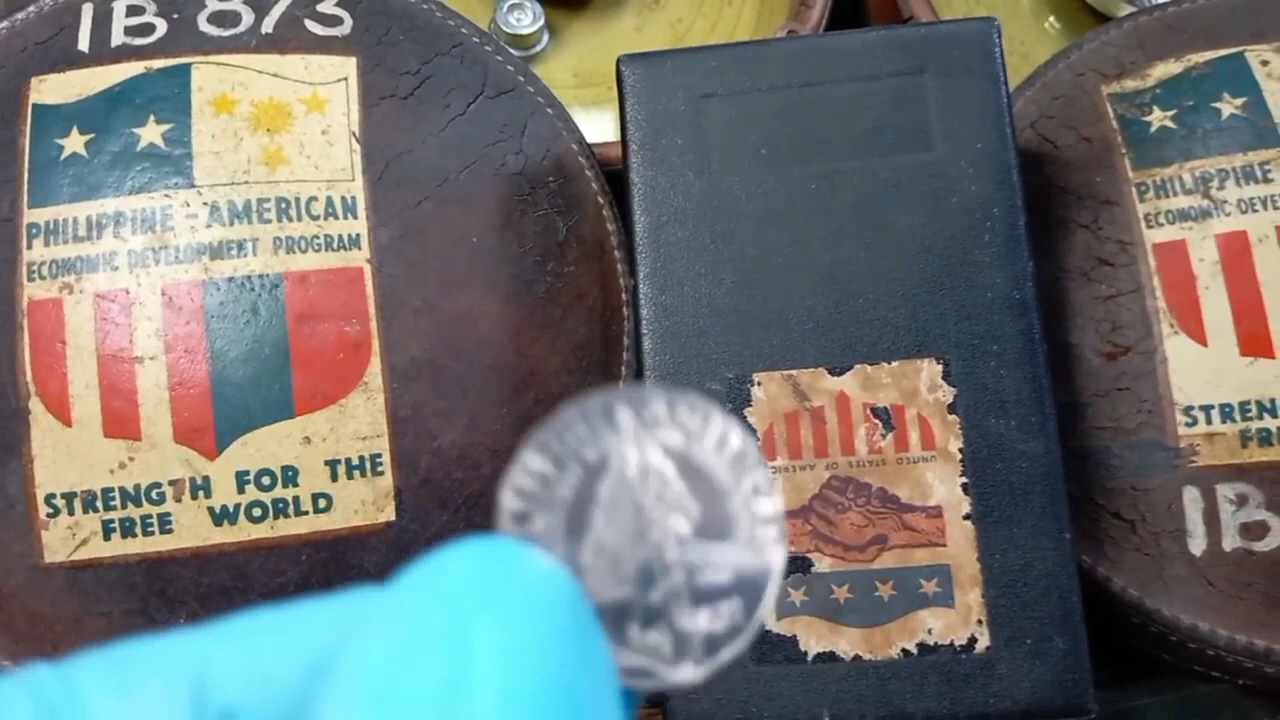 IB 873
PHILIPPINE - AMERICAN
ECONOMIC DEVELOPMENT PROGRAM
STRENGTH FOR THE
FREE WORLD
UNITED STATES OF AMERICA
PHILIPPINE
ECONOMIC DEVE
STREN
FR
IB